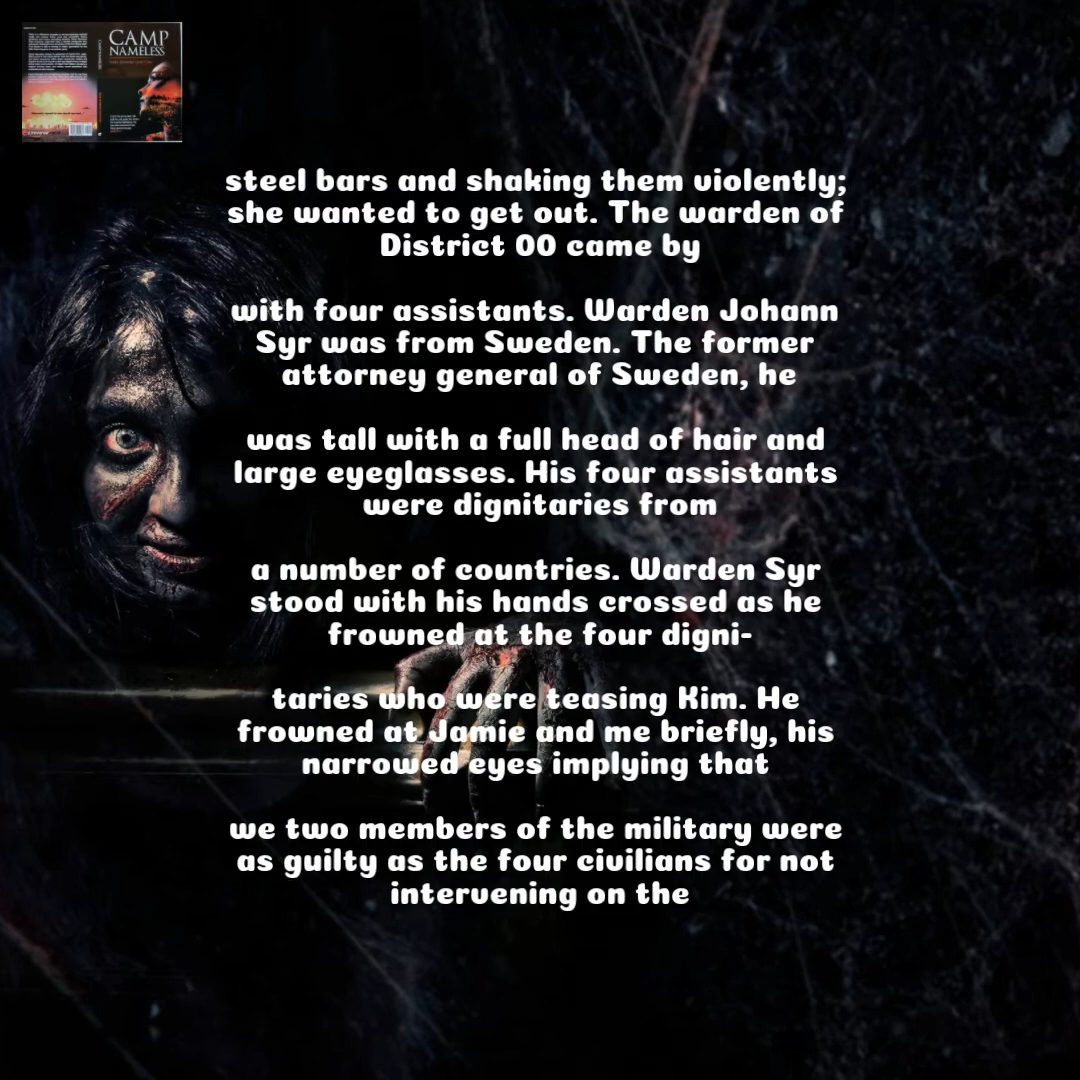 CAMP
NAMELESS
steel bars and shaking them violently;
she wanted to get out. The warden of
District 00 came by
with four assistants. Warden Johann
Syr was from Sweden. The former
attorney general of Sweden, he
was tall with a full head of hair and
large eyeglasses. His four assistants
were dignitaries from
a number of countries. Warden Syr
stood with his hands crossed as he
frowned at the four digni-
taries who were teasing Kim. He
frowned at Jamie and me briefly, his
narrowed eyes implying that
we two members of the military were
as guilty as the four civilians for not
intervening on the